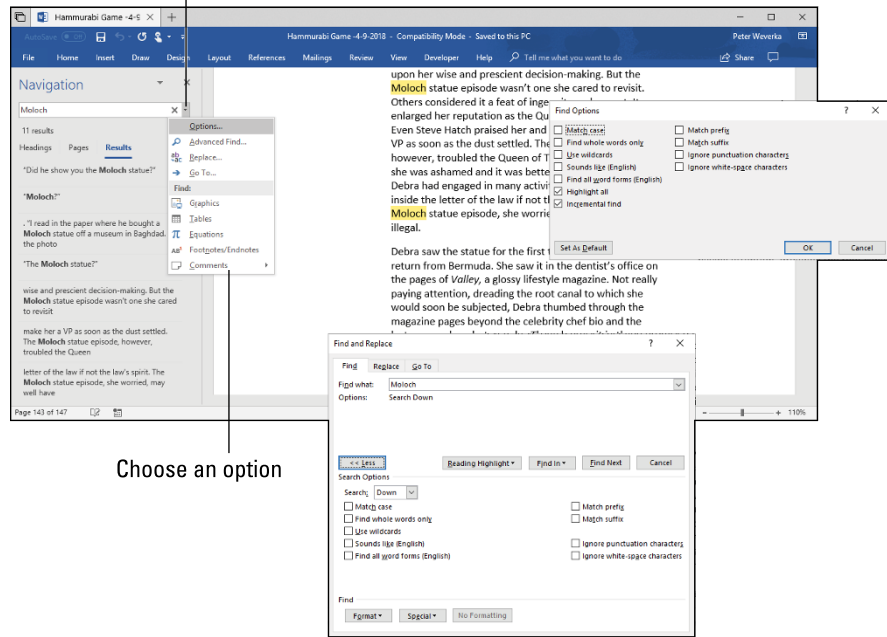 Hammurabi Game -4-9
AutoSave Off
Hammurabi Game -4-9-2018 - Compatibility Mode - Saved to this PC
Peter Weverka
File Home Insert Draw Design Layout References Mailings Review View Developer Help Tell me what you want to do Share
Navigation
Moloch
11 results
Headings Pages Results
"Did he show you the Moloch statue?"
"Moloch?"
. "I read in the paper where he bought a
Moloch statue off a museum in Baghdad.
the photo
"The Moloch statue?"
wise and prescient decision-making. But the
Moloch statue episode wasn't one she cared
to revisit
make her a VP as soon as the dust settled.
The Moloch statue episode, however,
troubled the Queen
letter of the law if not the law's spirit. The
Moloch statue episode, she worried, may
well have
Options...
Advanced Find...
Replace...
Go To...
Find:
Graphics
Tables
Equations
Footnotes/Endnotes
Comments
upon her wise and prescient decision-making. But the
Moloch statue episode wasn't one she cared to revisit.
Others considered it a feat of
enlarged her reputation as the Qu
Even Steve Hatch praised her and
VP as soon as the dust settled. The
however, troubled the Queen of T
she was ashamed and it was bette
Debra had engaged in many activi
inside the letter of the law if not th
Moloch statue episode, she worrie
illegal.
Debra saw the statue for the first t
return from Bermuda. She saw it in the dentist's office on
the pages of Valley, a glossy lifestyle magazine. Not really
paying attention, dreading the root canal to which she
would soon be subjected, Debra thumbed through the
magazine pages beyond the celebrity chef bio and the
Find Options ? X
Match case
Find whole words only
Use wildcards
Sounds like (English)
Find all word forms (English)
Highlight all
Incremental find
Match prefix
Match suffix
Ignore punctuation characters
Ignore white-space characters
Set As Default OK Cancel
Page 143 of 147
110%
Find and Replace ? X
Find Replace Go To
Find what: Moloch
Options: Search Down
<< Less Reading Highlight Find In Find Next Cancel
Search Options
Search: Down
Match case
Find whole words only
Use wildcards
Sounds like (English)
Find all word forms (English)
Match prefix
Match suffix
Ignore punctuation characters
Ignore white-space characters
Find
Format Special No Formatting
Choose an option